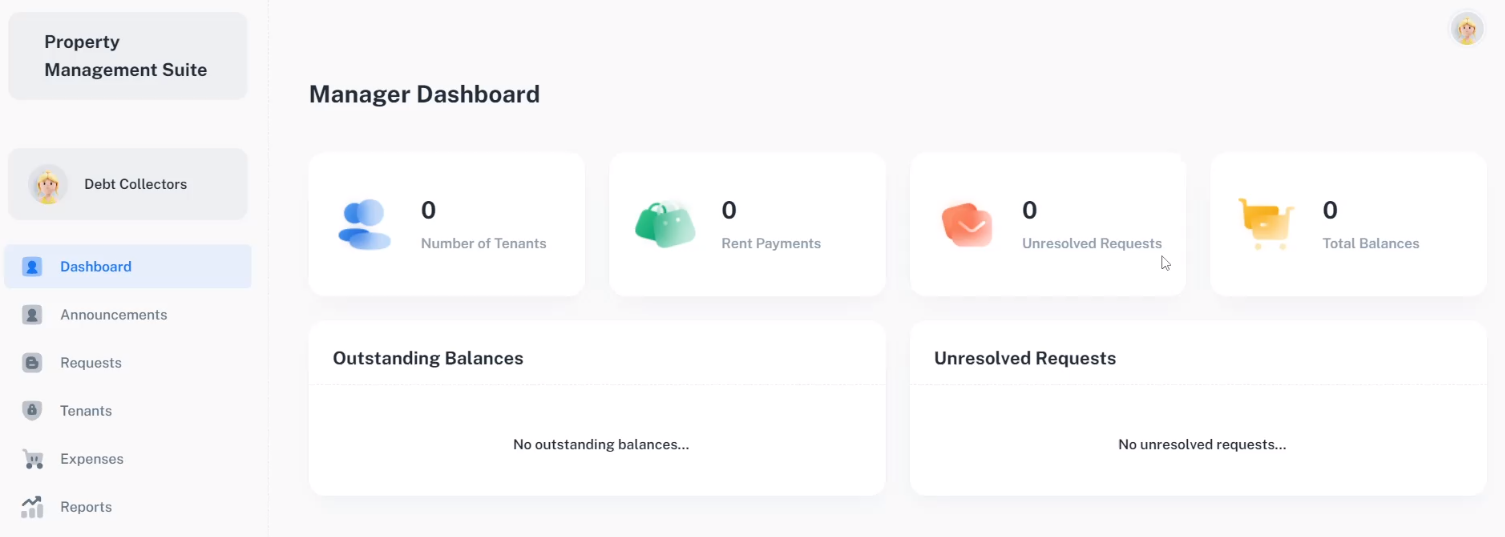 Property
Management Suite
Debt Collectors
Dashboard
Announcements
Requests
Tenants
Expenses
Reports
Manager Dashboard
0
Number of Tenants
0
Rent Payments
0
Unresolved Requests
0
Total Balances
Outstanding Balances
No outstanding balances...
Unresolved Requests
No unresolved requests...